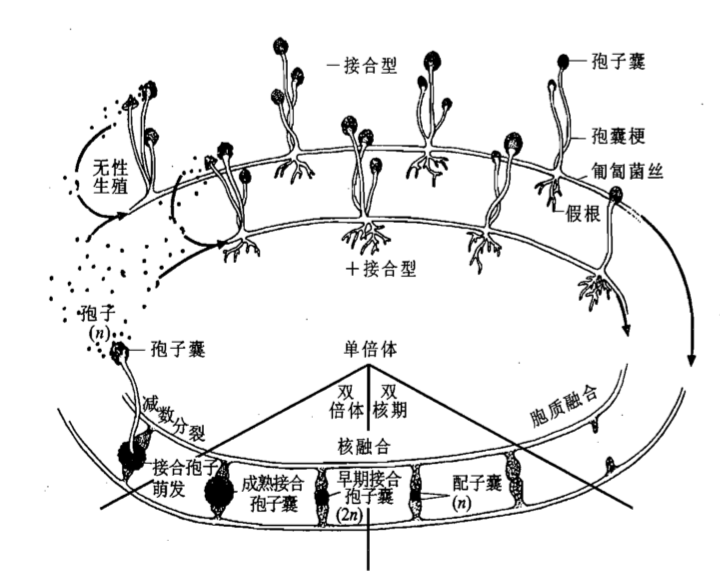 －接合型
孢子囊
孢囊梗
匍匐菌丝
假根
无性
生殖
＋接合型
孢子
(n)
孢子囊
单倍体
双
倍体
双
核期
减数分裂
胞质融合
核融合
接合孢子
萌发
成熟接合
孢子囊
早期接合
孢子囊
(2n)
配子囊
(n)